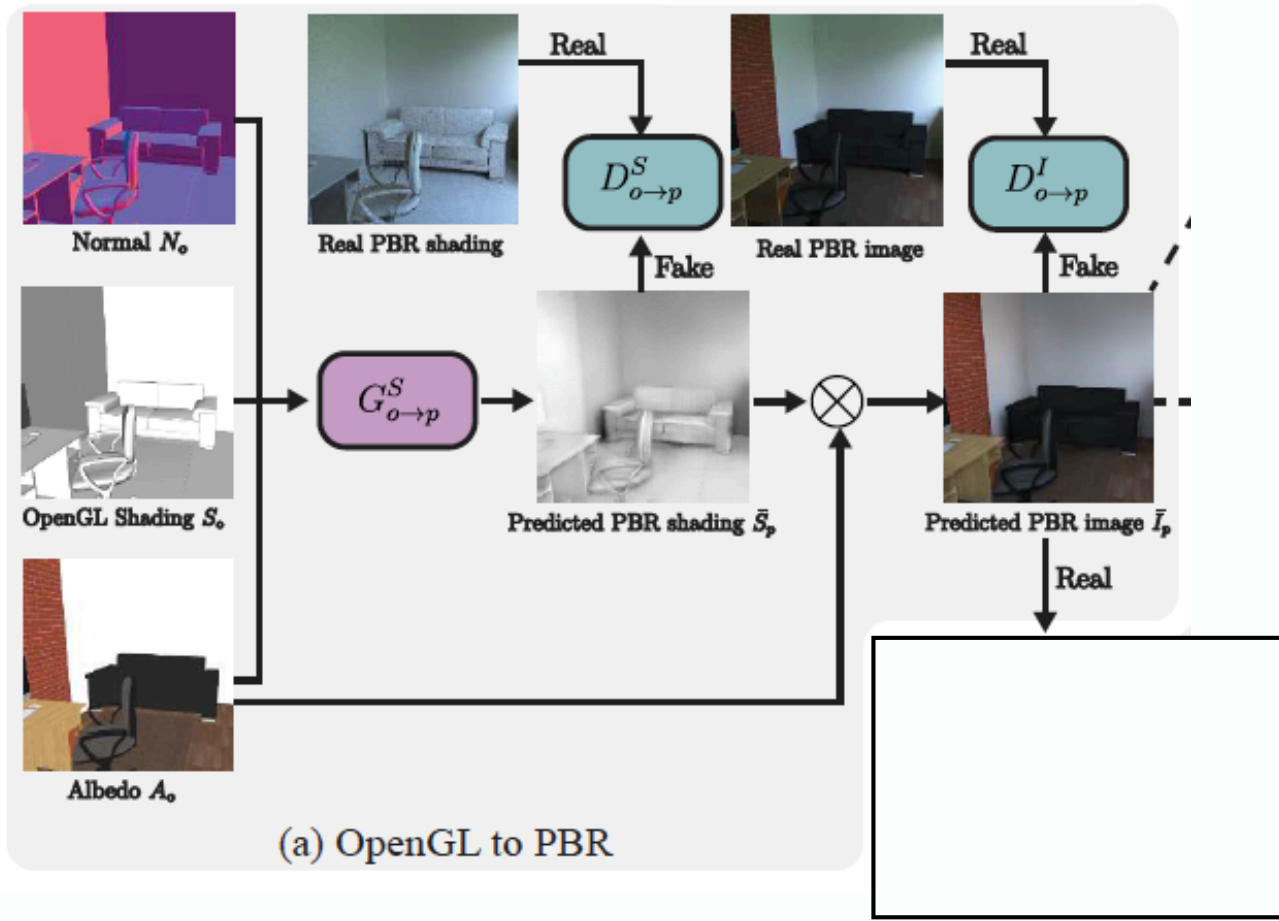 Real
Real
D^S_{o→p}
D^I_{o→p}
Normal N_o
Real PBR shading
Real PBR image
Fake
Fake
G^S_{o→p}
OpenGL Shading S_o
Predicted PBR shading S̄_p
Predicted PBR image Ī_p
Real
Albedo A_o
(a) OpenGL to PBR